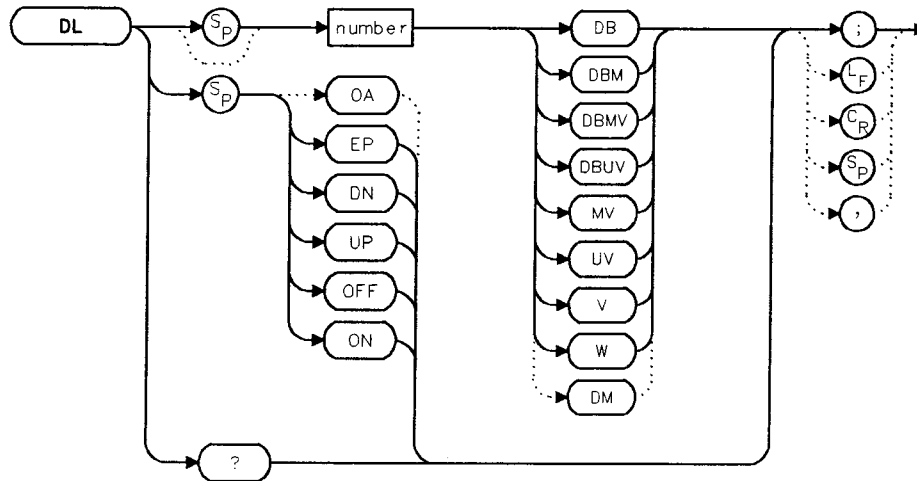 DL
SP
number
DB
DBM
DBMV
DBUV
MV
UV
V
W
DM
;
LF
CR
SP
,
SP
OA
EP
DN
UP
OFF
ON
?